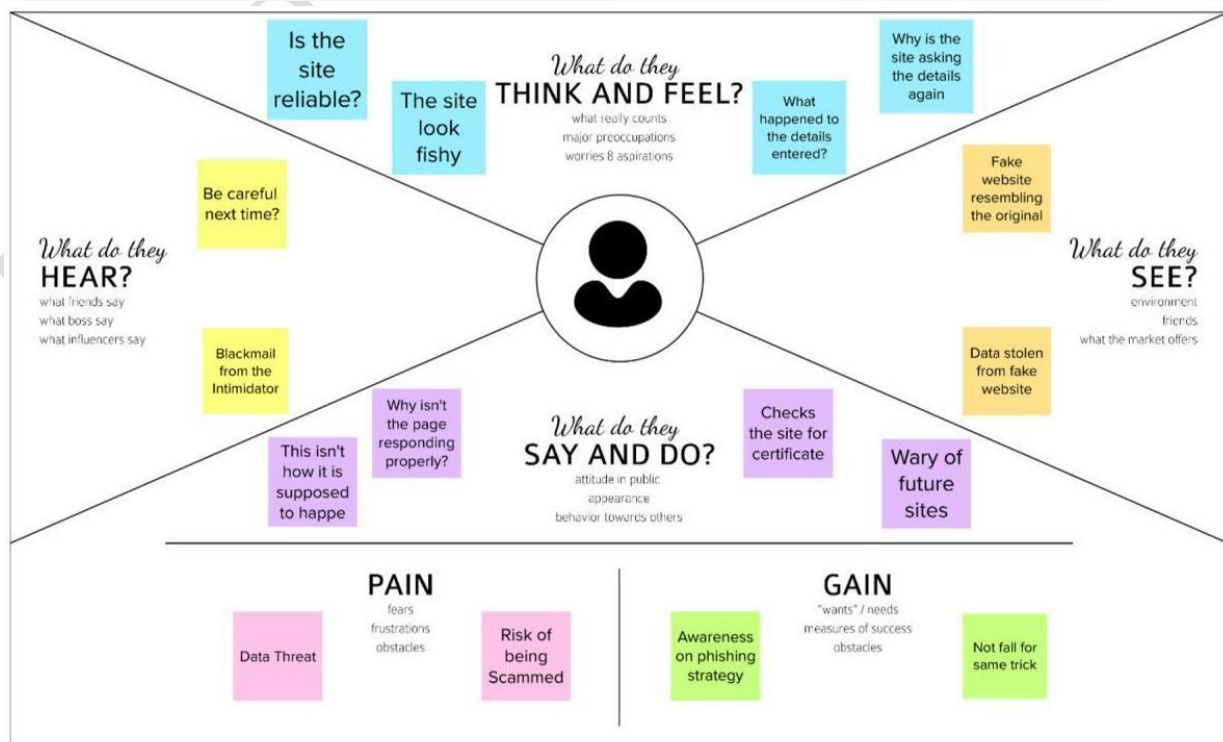 Is the
site
reliable?
The site
look
fishy
What do they
THINK AND FEEL?
what really counts
major preoccupations
worries & aspirations
What
happened to
the details
entered?
Why is the
site asking
the details
again
Be careful
next time?
What do they
HEAR?
what friends say
what boss say
what influencers say
Blackmail
from the
Intimidator
Fake
website
resembling
the original
What do they
SEE?
environment
friends
what the market offers
Data stolen
from fake
website
This isn't
how it is
supposed
to happe
Why isn't
the page
responding
properly?
What do they
SAY AND DO?
attitude in public
appearance
behavior towards others
Checks
the site for
certificate
Wary of
future
sites
PAIN
fears
frustrations
obstacles
Data Threat
Risk of
being
Scammed
GAIN
"wants" / needs
measures of success
obstacles
Awareness
on phishing
strategy
Not fall for
same trick